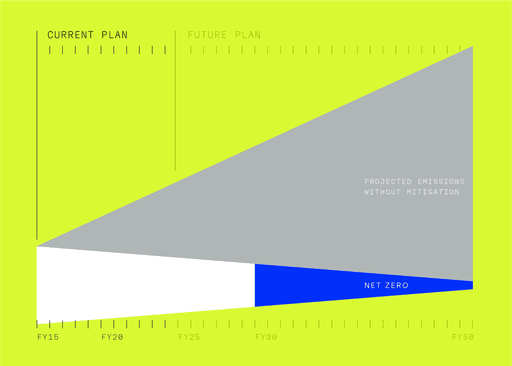 CURRENT PLAN
FUTURE PLAN
PROJECTED EMISSIONS
WITHOUT MITIGATION
NET ZERO
FY15
FY20
FY25
FY30
FY50